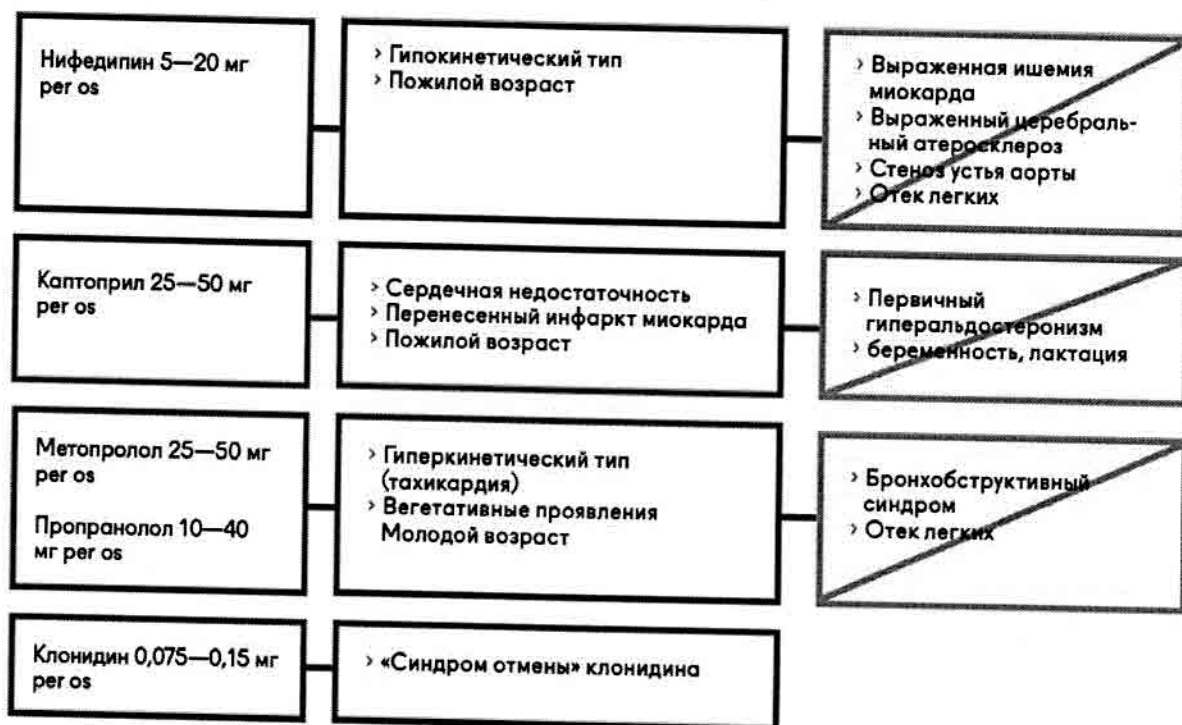 Нифедипин 5—20 мг
per os
› Гипокинетический тип
› Пожилой возраст
› Выраженная ишемия
миокарда
› Выраженный церебраль-
ный атеросклероз
› Стеноз устья аорты
› Отек легких
Каптоприл 25—50 мг
per os
› Сердечная недостаточность
› Перенесенный инфаркт миокарда
› Пожилой возраст
› Первичный
гиперальдостеронизм
› беременность, лактация
Метопролол 25—50 мг
per os
Пропранолол 10—40
мг per os
› Гиперкинетический тип
(тахикардия)
› Вегетативные проявления
Молодой возраст
› Бронхобструктивный
синдром
› Отек легких
Клонидин 0,075—0,15 мг
per os
› «Синдром отмены» клонидина